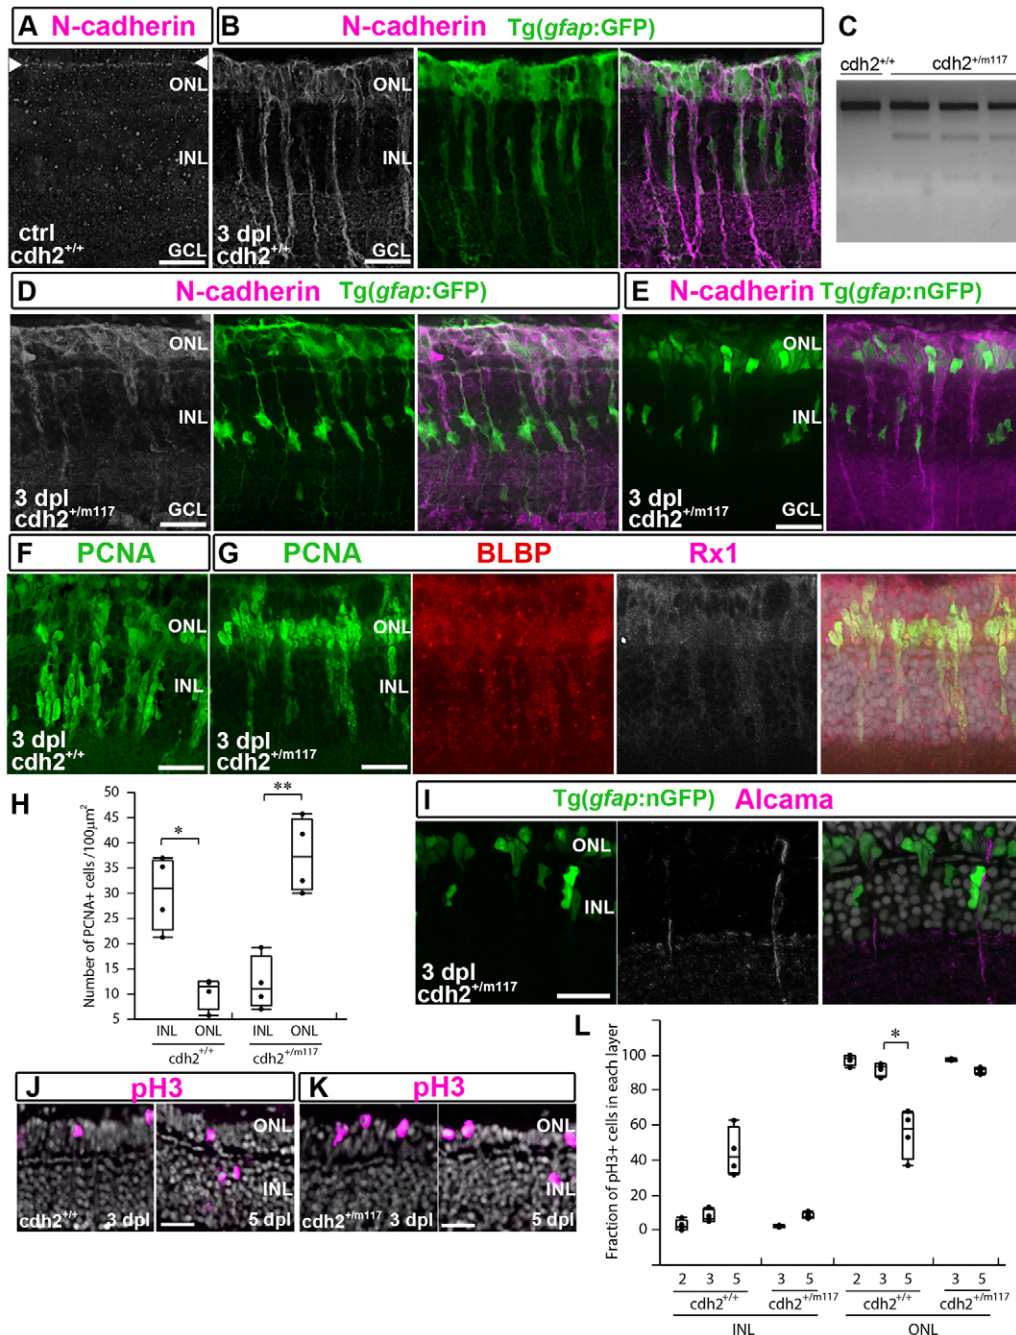 A N-cadherin
ONL
INL
ctrl
cdh2+/+
GCL
B N-cadherin Tg(gfap:GFP)
3 dpl
cdh2+/+
C
cdh2+/+ cdh2+/m117
D N-cadherin Tg(gfap:GFP)
ONL
INL
3 dpl
cdh2+/m117
GCL
E N-cadherin Tg(gfap:nGFP)
ONL
INL
3 dpl
cdh2+/m117
GCL
F PCNA
ONL
INL
3 dpl
cdh2+/+
G PCNA BLBP Rx1
ONL
INL
3 dpl
cdh2+/m117
H
Number of PCNA+ cells /100μm2
50
45
40
35
30
25
20
15
10
5
* **
INL ONL INL ONL
cdh2+/+ cdh2+/m117
I Tg(gfap:nGFP) Alcama
ONL
INL
3 dpl
cdh2+/m117
J pH3
cdh2+/+ 3 dpl
5 dpl
K pH3
ONL
INL
cdh2+/m117 3 dpl
5 dpl
L
Fraction of pH3+ cells in each layer
100
80
60
40
20
0
*
2 3 5 3 5 2 3 5 3 5
cdh2+/+ cdh2+/m117 cdh2+/+ cdh2+/m117
INL ONL